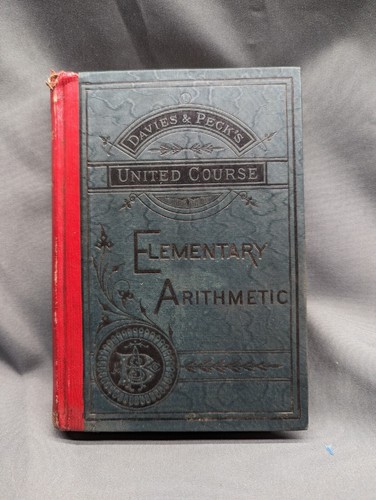 DAVIES & PECK'S
UNITED COURSE
ELEMENTARY
ARITHMETIC